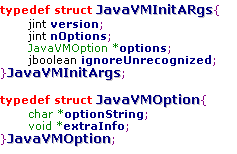 typedef struct JavaVMInitARgs{
jint version;
jint nOptions;
JavaVMOption *options;
jboolean ignoreUnrecognized;
}JavaVMInitArgs;
typedef struct JavaVMOption{
char *optionString;
void *extraInfo;
}JavaVMOption;